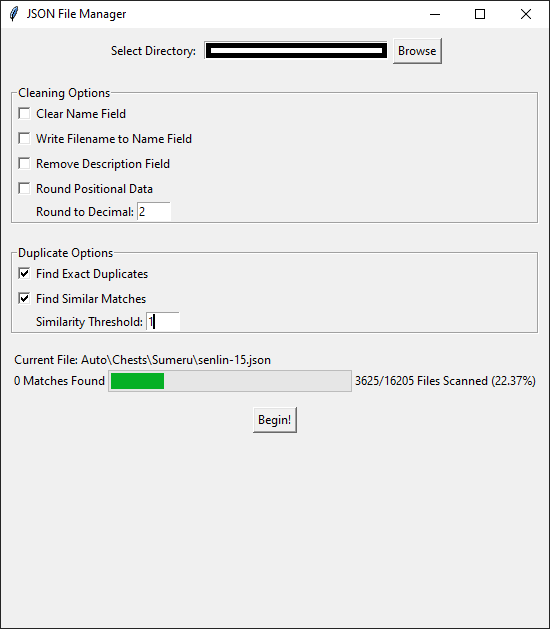 JSON File Manager
Select Directory: Browse
Cleaning Options
Clear Name Field
Write Filename to Name Field
Remove Description Field
Round Positional Data
Round to Decimal: 2
Duplicate Options
Find Exact Duplicates
Find Similar Matches
Similarity Threshold: 1
Current File: Auto\Chests\Sumeru\senlin-15.json
0 Matches Found 3625/16205 Files Scanned (22.37%)
Begin!